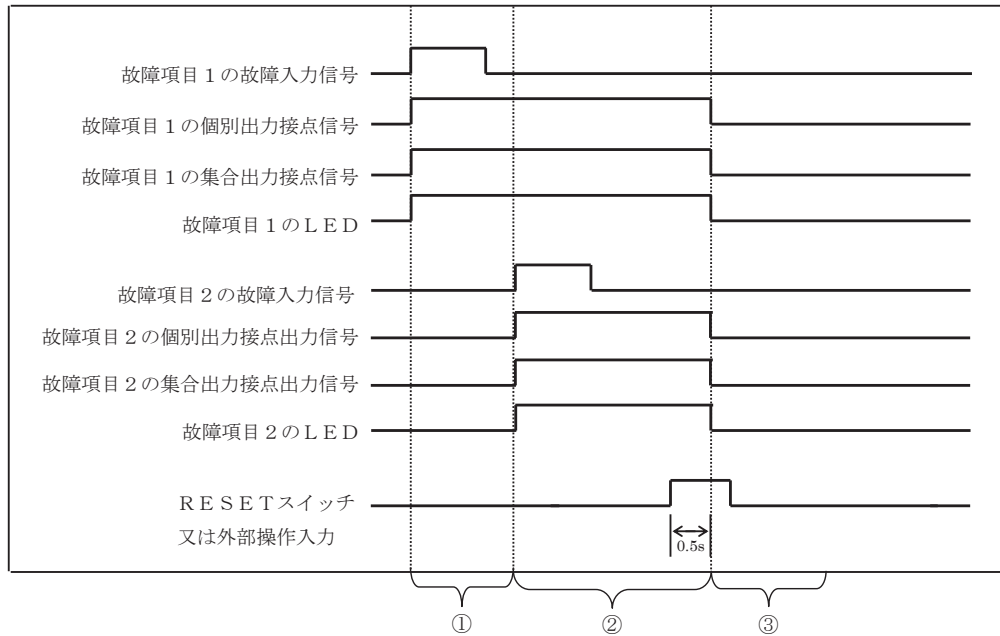 故障項目１の故障入力信号
故障項目１の個別出力接点信号
故障項目１の集合出力接点信号
故障項目１のＬＥＤ
故障項目２の故障入力信号
故障項目２の個別出力接点出力信号
故障項目２の集合出力接点出力信号
故障項目２のＬＥＤ
ＲＥＳＥＴスイッチ
又は外部操作入力
0.5s
① ② ③